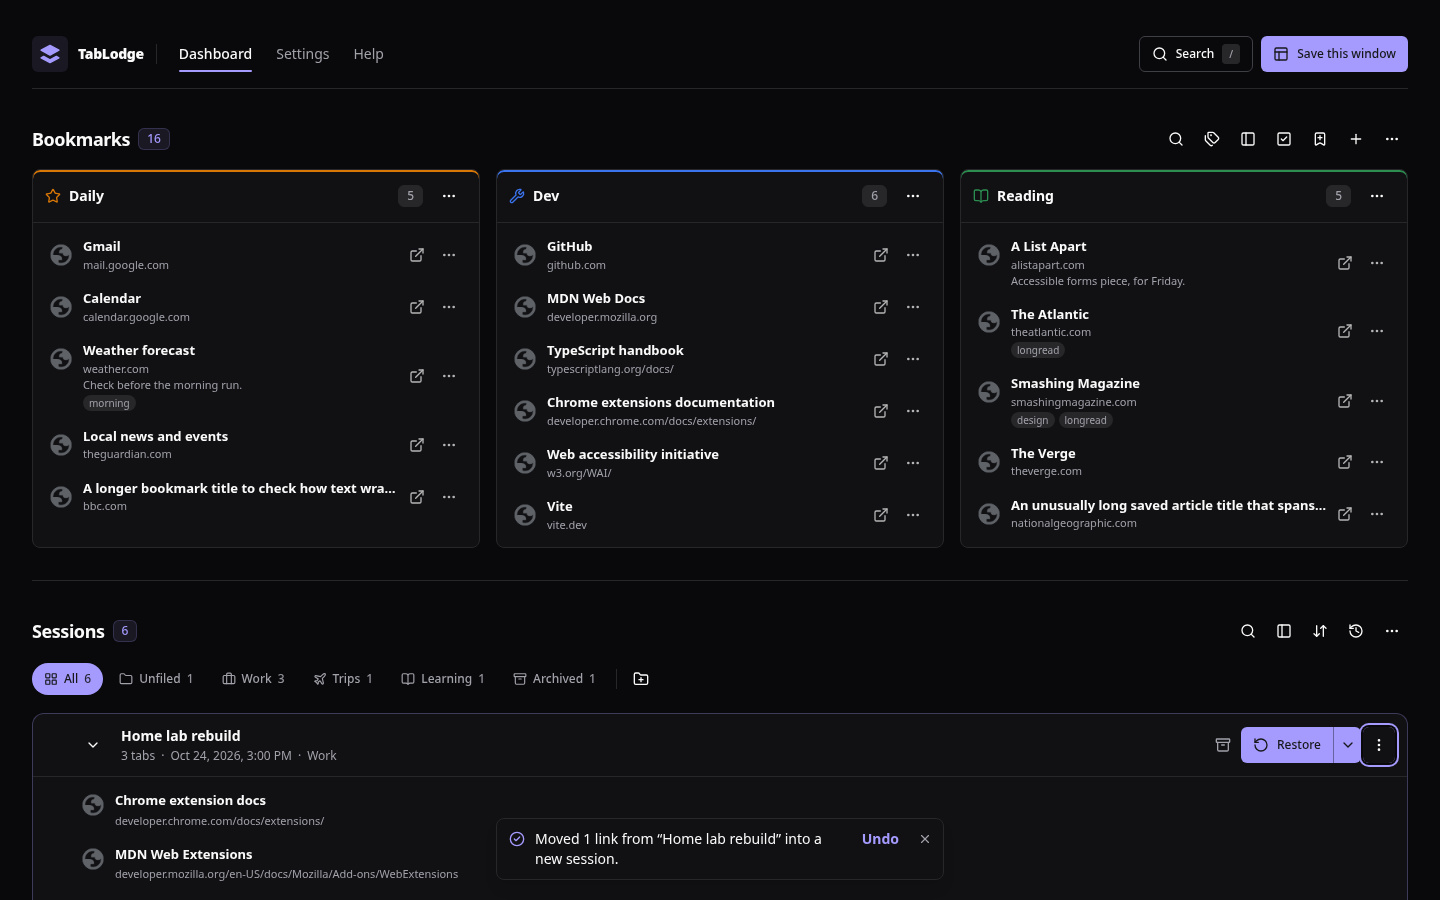 TabLodge
Dashboard
Settings
Help
Search /
Save this window
Bookmarks 16
Daily 5
Gmail
mail.google.com
Calendar
calendar.google.com
Weather forecast
weather.com
Check before the morning run.
morning
Local news and events
theguardian.com
A longer bookmark title to check how text wra...
bbc.com
Dev 6
GitHub
github.com
MDN Web Docs
developer.mozilla.org
TypeScript handbook
typescriptlang.org/docs/
Chrome extensions documentation
developer.chrome.com/docs/extensions/
Web accessibility initiative
w3.org/WAI/
Vite
vite.dev
Reading 5
A List Apart
alistapart.com
Accessible forms piece, for Friday.
The Atlantic
theatlantic.com
longread
Smashing Magazine
smashingmagazine.com
design longread
The Verge
theverge.com
An unusually long saved article title that spans...
nationalgeographic.com
Sessions 6
All 6
Unfiled 1
Work 3
Trips 1
Learning 1
Archived 1
Home lab rebuild
3 tabs · Oct 24, 2026, 3:00 PM · Work
Restore
Chrome extension docs
developer.chrome.com/docs/extensions/
MDN Web Extensions
developer.mozilla.org/en-US/docs/Mozilla/Add-ons/WebExtensions
Moved 1 link from “Home lab rebuild” into a
new session.
Undo